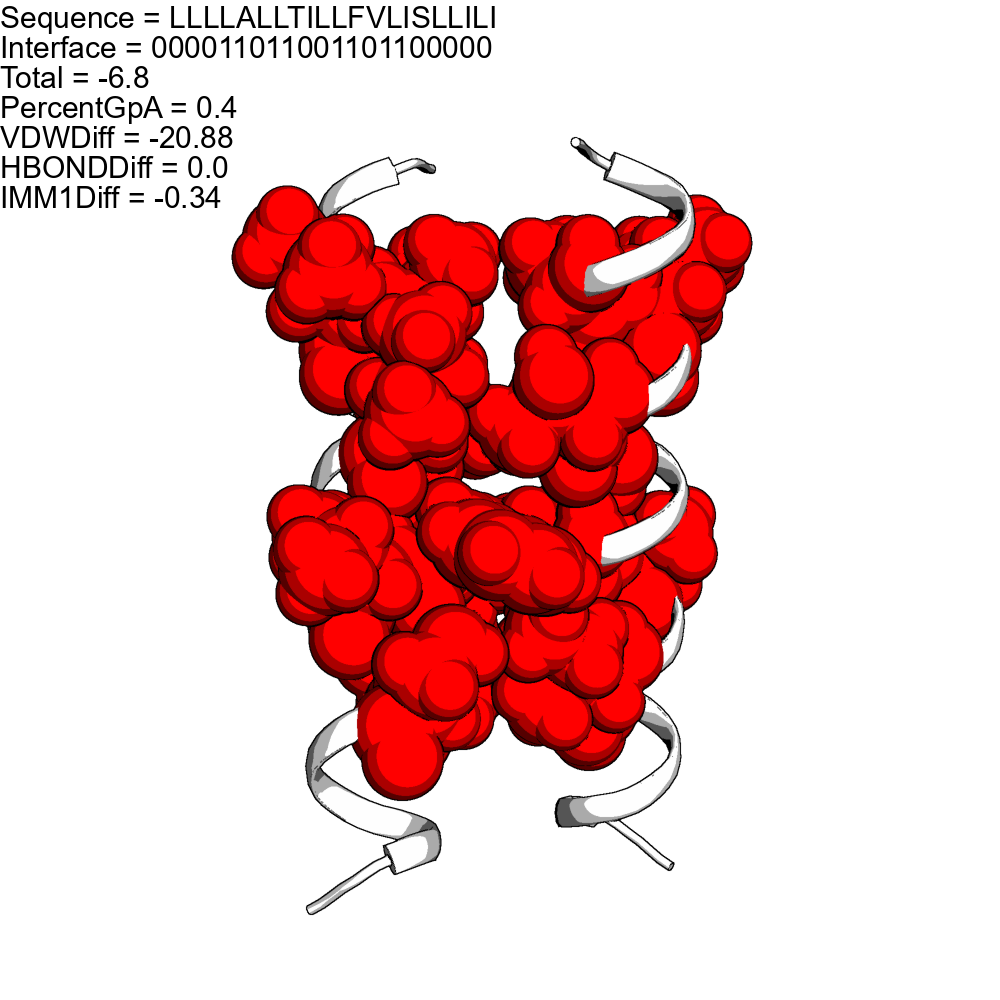 Sequence = LLLLALLTILLFVLISLLILI
Interface = 000011011001101100000
Total = -6.8
PercentGpA = 0.4
VDWDiff = -20.88
HBONDDiff = 0.0
IMM1Diff = -0.34